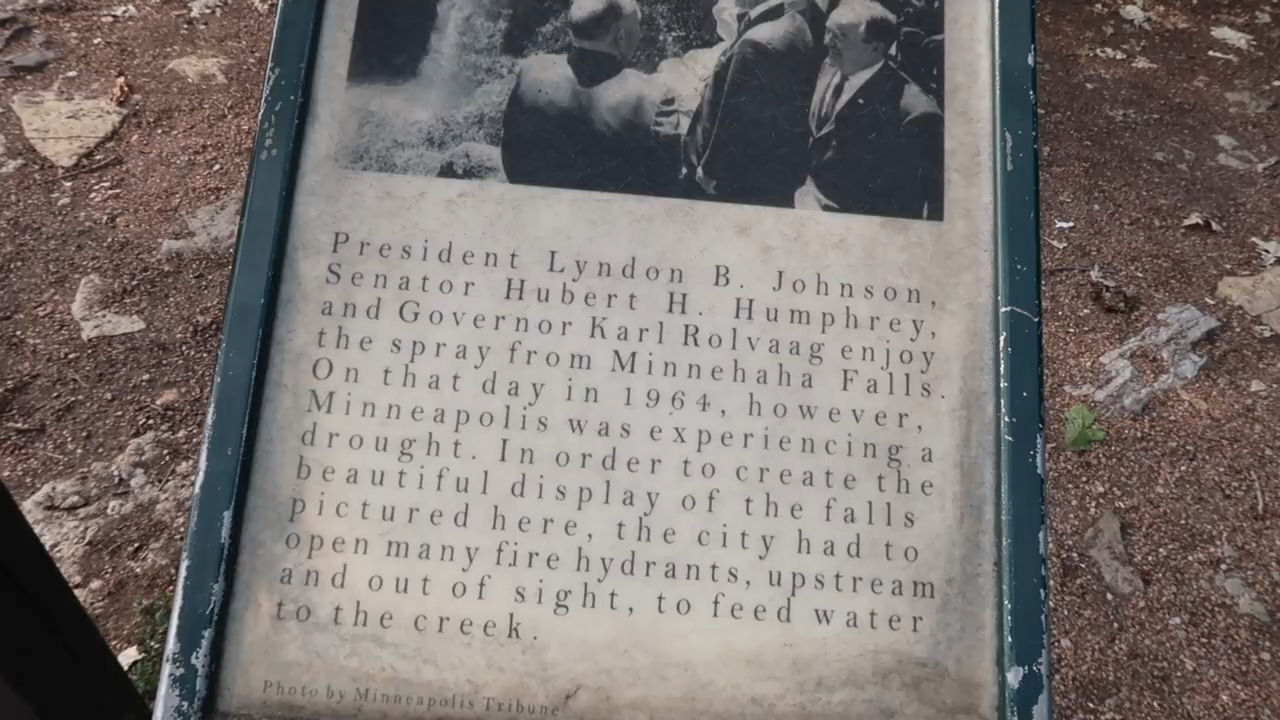 President Lyndon B. Johnson,
Senator Hubert H. Humphrey,
and Governor Karl Rolvaag enjoy
the spray from Minnehaha Falls.
On that day in 1964, however,
Minneapolis was experiencing a
drought. In order to create the
beautiful display of the falls
pictured here, the city had to
open many fire hydrants, upstream
and out of sight, to feed water
to the creek.
Photo by Minneapolis Tribune